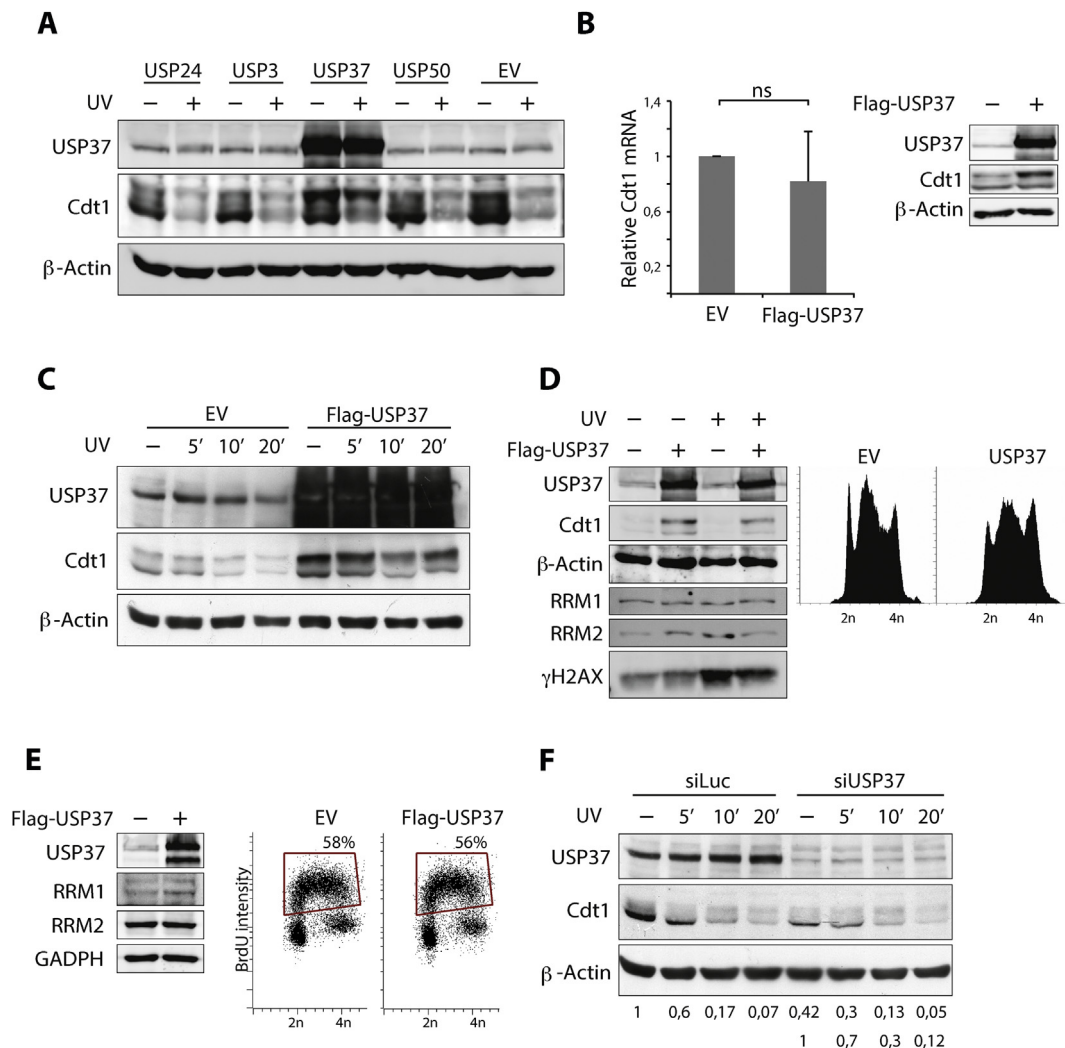 A
USP24 USP3 USP37 USP50 EV
UV − + − + − + − + − +
USP37
Cdt1
β-Actin
B
Relative Cdt1 mRNA
1,4
1
0,6
0,2
ns
EV Flag-USP37
Flag-USP37 − +
USP37
Cdt1
β-Actin
C
EV Flag-USP37
UV − 5′ 10′ 20′ − 5′ 10′ 20′
USP37
Cdt1
β-Actin
D
UV − − + +
Flag-USP37 − + − +
USP37
Cdt1
β-Actin
RRM1
RRM2
γH2AX
EV USP37
2n 4n 2n 4n
E
Flag-USP37 − +
USP37
RRM1
RRM2
GADPH
EV Flag-USP37
58% 56%
BrdU intensity
2n 4n 2n 4n
F
siLuc siUSP37
UV − 5′ 10′ 20′ − 5′ 10′ 20′
USP37
Cdt1
β-Actin
1 0,6 0,17 0,07 0,42 0,3 0,13 0,05
1 0,7 0,3 0,12